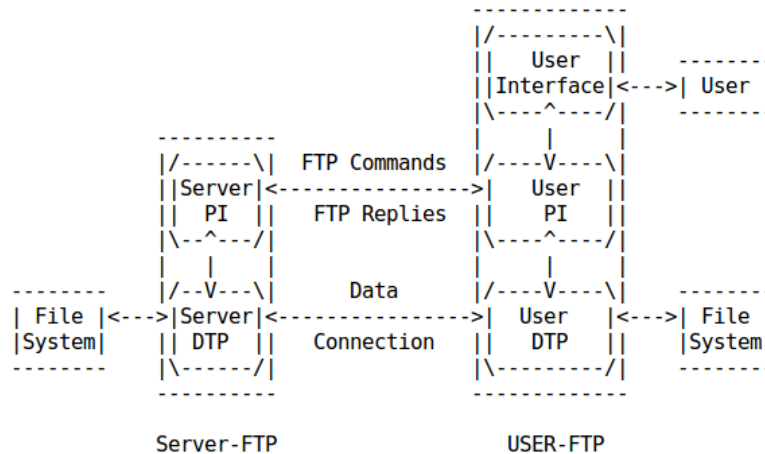 -------------
                                      |/---------\|
                                      ||   User  ||    -------
                                      ||Interface|<--->| User
                                      |\----^----/|    -------
            ----------                |     |     |
            |/------\|  FTP Commands  |/----V----\|
            ||Server|<---------------->|   User  ||
            ||  PI  ||   FTP Replies  ||    PI   ||
            |\--^---/|                |\----^----/|
            |   |    |                |     |     |
--------    |/--V---\|      Data      |/----V----\|    -------
| File |<--->|Server|<---------------->|  User   |<--->| File
|System|    || DTP  ||   Connection   ||   DTP   ||    |System
--------    |\------/|                |\---------/|    -------
            ----------                -------------

            Server-FTP                   USER-FTP